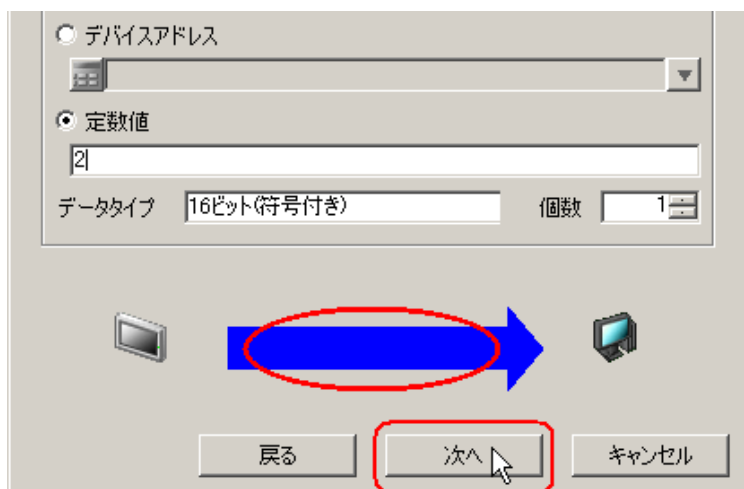 デバイスアドレス
定数値
2
データタイプ 16ビット(符号付き) 個数 1
戻る 次へ キャンセル